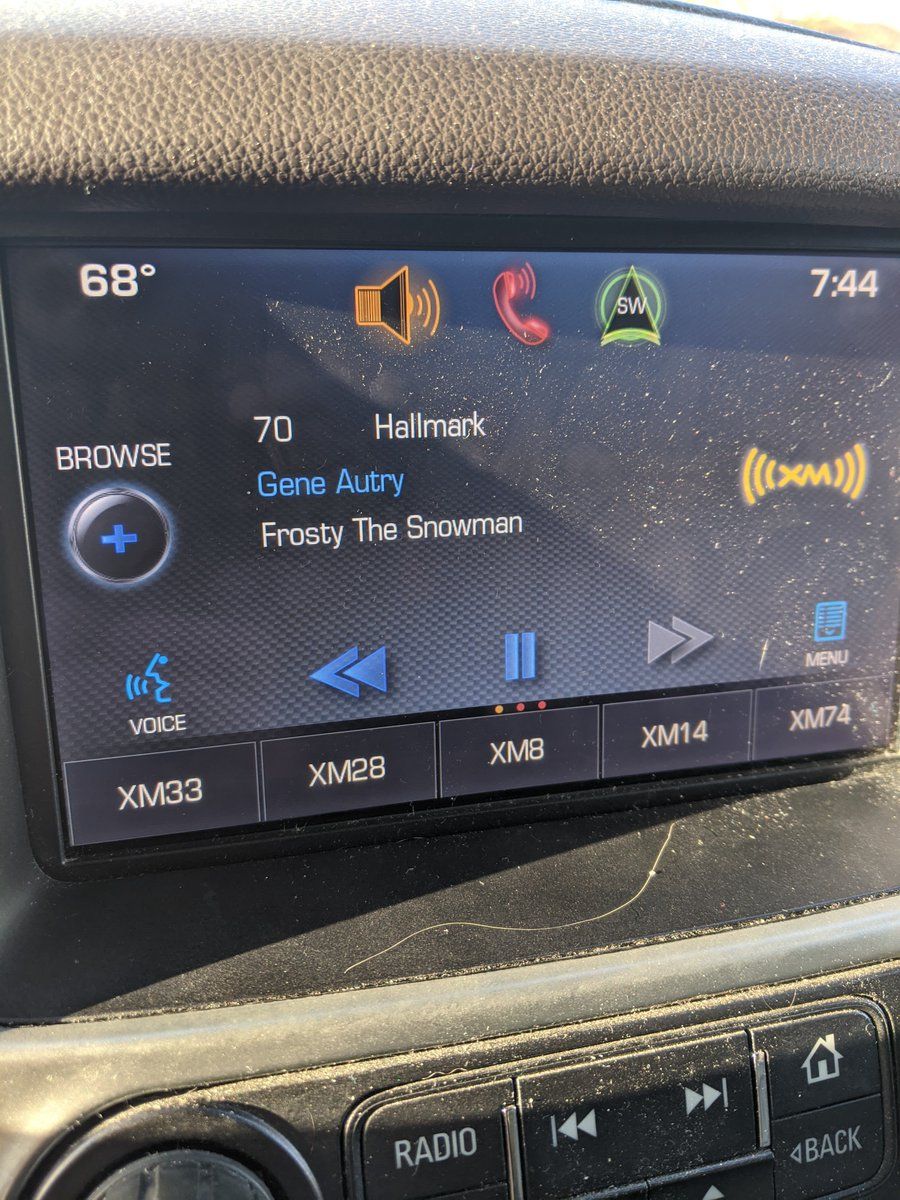 68°
SW
7:44
70 Hallmark
BROWSE
Gene Autry
XM
Frosty The Snowman
MENU
VOICE
XM33
XM28
XM8
XM14
XM74
RADIO
BACK